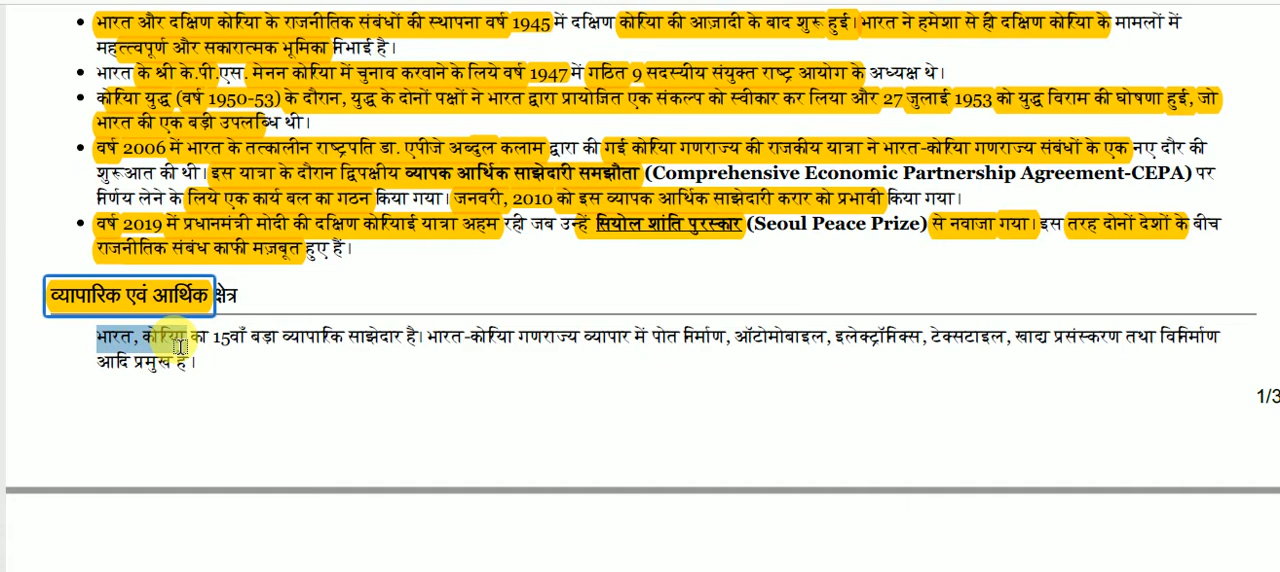 भारत और दक्षिण कोरिया के राजनीतिक संबंधों की स्थापना वर्ष 1945 में दक्षिण कोरिया की आज़ादी के बाद शुरू हुई। भारत ने हमेशा से ही दक्षिण कोरिया के मामलों में
महत्त्वपूर्ण और सकारात्मक भूमिका निभाई है।
भारत के श्री के.पी.एस. मेनन कोरिया में चुनाव करवाने के लिये वर्ष 1947 में गठित 9 सदस्यीय संयुक्त राष्ट्र आयोग के अध्यक्ष थे।
कोरिया युद्ध (वर्ष 1950-53) के दौरान, युद्ध के दोनों पक्षों ने भारत द्वारा प्रायोजित एक संकल्प को स्वीकार कर लिया और 27 जुलाई 1953 को युद्ध विराम की घोषणा हुई, जो
भारत की एक बड़ी उपलब्धि थी।
वर्ष 2006 में भारत के तत्कालीन राष्ट्रपति डा. एपीजे अब्दुल कलाम द्वारा की गई कोरिया गणराज्य की राजकीय यात्रा ने भारत-कोरिया गणराज्य संबंधों के एक नए दौर की
शुरूआत की थी। इस यात्रा के दौरान द्विपक्षीय व्यापक आर्थिक साझेदारी समझौता (Comprehensive Economic Partnership Agreement-CEPA) पर
निर्णय लेने के लिये एक कार्य बल का गठन किया गया। जनवरी, 2010 को इस व्यापक आर्थिक साझेदारी करार को प्रभावी किया गया।
वर्ष 2019 में प्रधानमंत्री मोदी की दक्षिण कोरियाई यात्रा अहम रही जब उन्हें सियोल शांति पुरस्कार (Seoul Peace Prize) से नवाजा गया। इस तरह दोनों देशों के बीच
राजनीतिक संबंध काफी मज़बूत हुए हैं।
व्यापारिक एवं आर्थिक क्षेत्र
भारत, कोरिया का 15वाँ बड़ा व्यापारिक साझेदार है। भारत-कोरिया गणराज्य व्यापार में पोत निर्माण, ऑटोमोबाइल, इलेक्ट्रॉनिक्स, टेक्सटाइल, खाद्य प्रसंस्करण तथा विनिर्माण
आदि प्रमुख हैं।
1/3